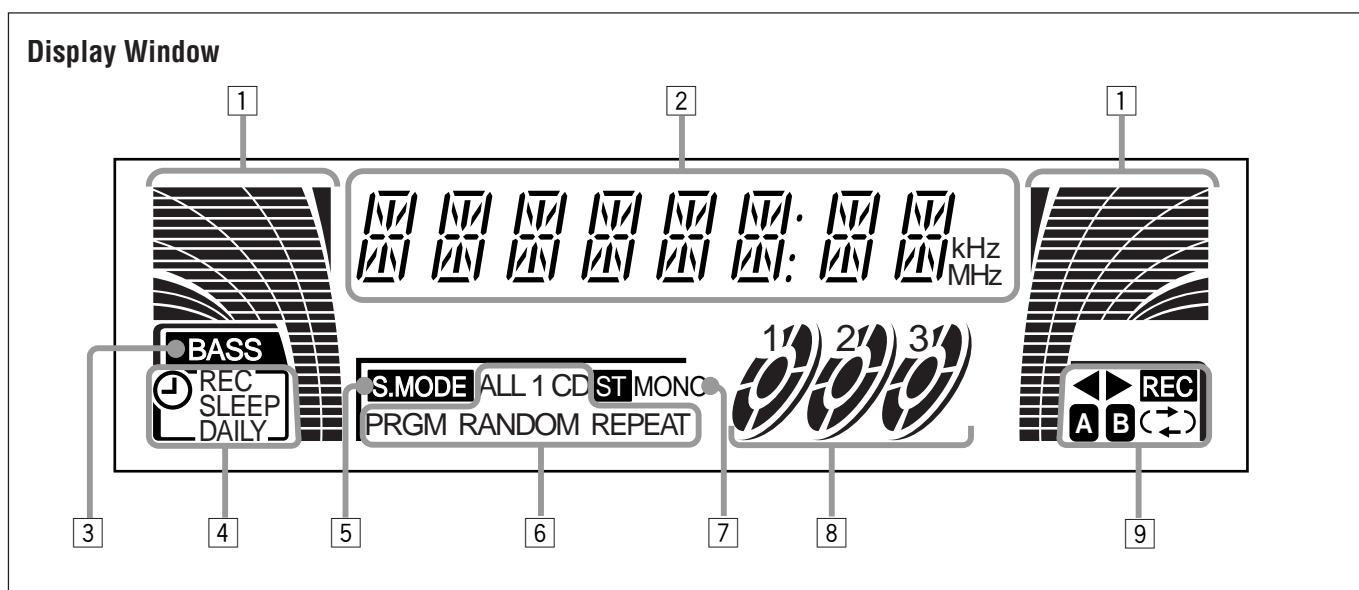 Display Window
1 2 1
kHz
MHz
BASS
REC
SLEEP
DAILY
S.MODE ALL 1 CD ST MONO
PRGM RANDOM REPEAT
1 2 3
REC
A B
3 4 5 6 7 8 9